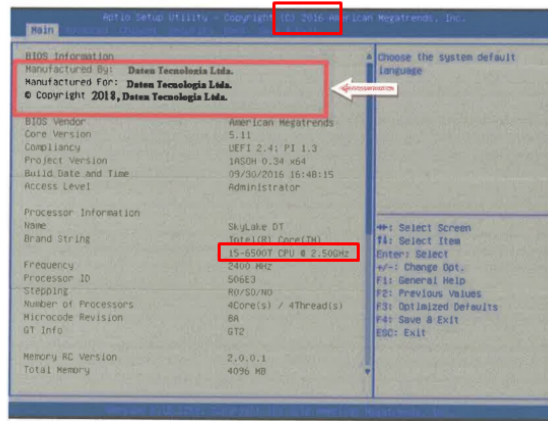 Aptio Setup Utility - Copyright (C) 2016 American Megatrends, Inc.
Main
BIOS Information
Manufactured By: Daten Tecnologia Ltda.
Manufactured For: Daten Tecnologia Ltda.
© Copyright 2018, Daten Tecnologia Ltda.
BIOS Vendor American Megatrends
Core Version 5.11
Compliancy UEFI 2.4; PI 1.3
Project Version 1ASOH 0.34 x64
Build Date and Time 09/30/2016 16:48:15
Access Level Administrator
Processor Information
Name SkyLake DT
Brand String Intel(R) Core(TM)
i5-6500T CPU @ 2.50GHz
Frequency 2400 MHz
Processor ID 506E3
Stepping R0/S0/N0
Number of Processors 4Core(s) / 4Thread(s)
Microcode Revision 8A
GT Info GT2
Memory RC Version 2.0.0.1
Total Memory 4096 MB
Choose the system default
language
: Select Screen
: Select Item
Enter: Select
+/-: Change Opt.
F1: General Help
F2: Previous Values
F3: Optimized Defaults
F4: Save & Exit
ESC: Exit